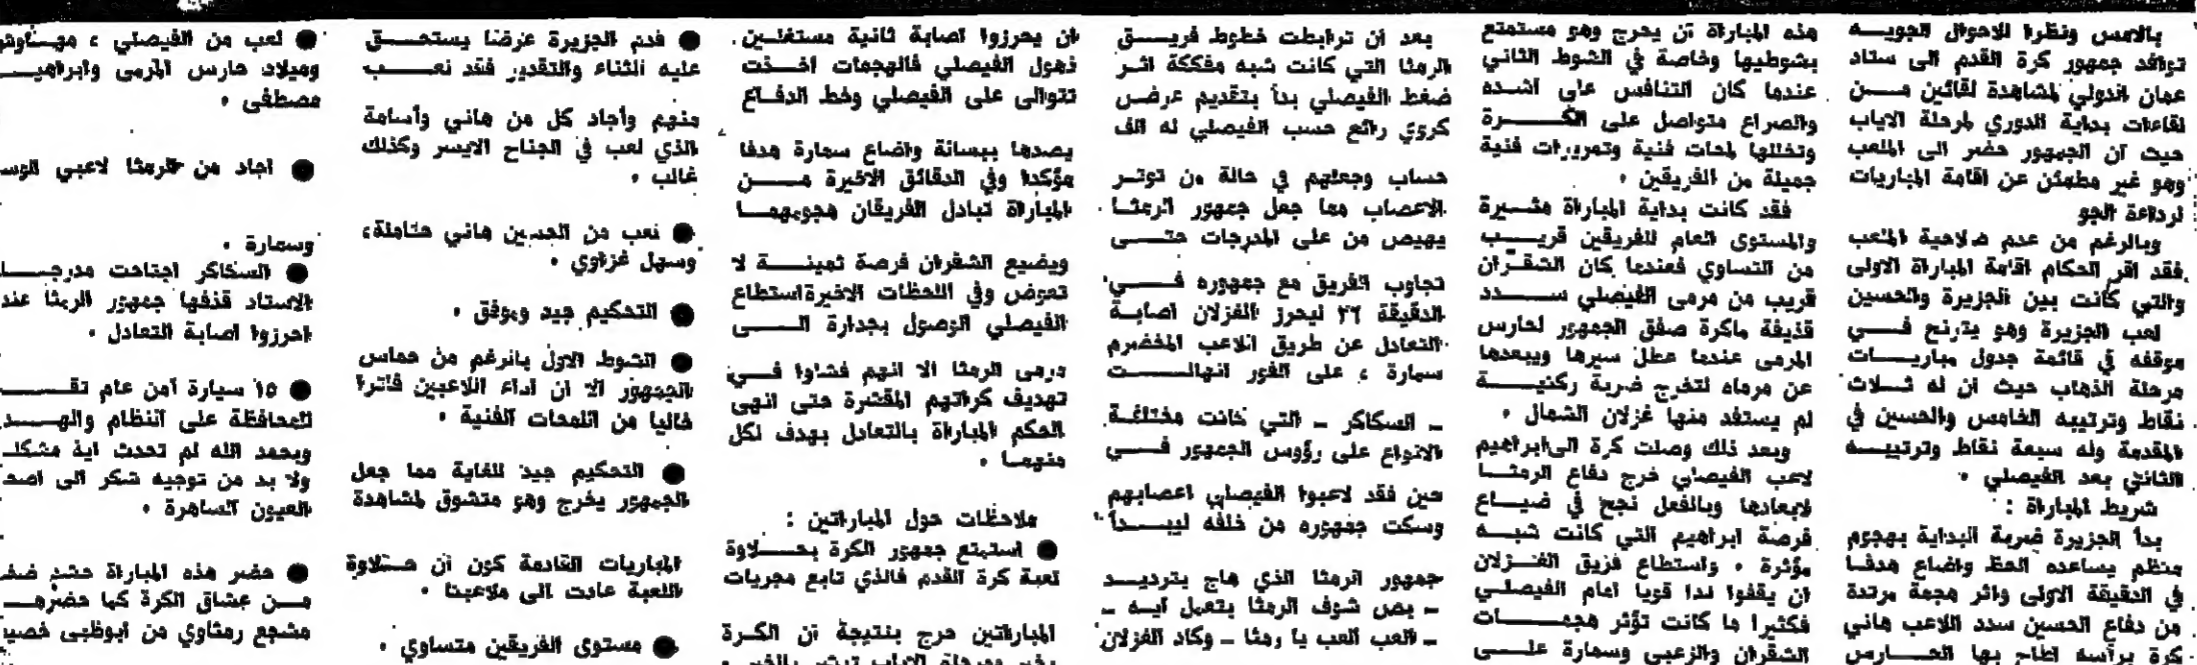 بالامس ونظرا للاحوال الجويه
توافد جمهور كرة القدم الى ستاد
عمان الدولي لمشاهدة لقائين من
لقاءات بداية الدوري لمرحلة الاياب
حيث ان الجمهور حضر الى الملعب
وهو غير مطمئن عن اقامة المباريات
لرداءة الجو
وبالرغم من عدم صلاحية الملعب
فقد اقر الحكام اقامة المباراة الاولى
والتي كانت بين الجزيرة والحسين
لعب الجزيرة وهو يترنح في
موقفه في قائمة جدول مباريات
مرحلة الذهاب حيث ان له ثلاث
نقاط وترتيبه الخامس والحسين في
المقدمة وله سبعة نقاط وترتيبه
الثاني بعد الفيصلي .
شريط المباراة :
بدأ الجزيرة ضربة البداية بهجوم
منظم يساعده الحظ واضاع هدفا
في الدقيقة الاولى واثر هجمة مرتدة
من دفاع الحسين سدد اللاعب هاني
كرة برأسه اطاح بها الحارس
هذه المباراة ان يخرج وهو مستمتع
بشوطيها وخاصة في الشوط الثاني
عندما كان التنافس على اشده
والصراع متواصل على الكرة
وتخللها لمحات فنية وتمريرات فنية
جميلة من الفريقين .
فقد كانت بداية المباراة مثيرة
والمستوى العام للفريقين قريب
من التساوي فعندما كان الشقران
قريب من مرمى الفيصلي سدد
قذيفة ماكرة صفق الجمهور لحارس
المرمى عندما عطل سيرها ويبعدها
عن مرماه لتخرج ضربة ركنية
لم يستفد منها غزلان الشمال .
وبعد ذلك وصلت كرة الى ابراهيم
لاعب الفيصلي خرج دفاع الرمثا
لابعادها وبالفعل نجح في ضياع
فرصة ابراهيم التي كانت شبه
مؤثرة . واستطاع فريق الغزلان
ان يقفوا ندا قويا امام الفيصلي
فكثيرا ما كانت تؤثر هجمات
الشقران والزعبي وسمارة على
بعد ان ترابطت خطوط فريق
الرمثا التي كانت شبه مفككة اثر
ضغط الفيصلي بدأ بتقديم عرض
كروي رائع حسب الفيصلي له الف
حساب وجعلهم في حالة من توتر
الاعصاب مما جعل جمهور الرمثا
يهيص من على المدرجات حتى
تجاوب الفريق مع جمهوره في
الدقيقة ٢٦ ليحرز الغزلان اصابة
التعادل عن طريق اللاعب المخضرم
سمارة ، على الفور انهالت
ـ السكاكر ـ التي كانت مختلفة
الانواع على رؤوس الجمهور في
حين فقد لاعبوا الفيصلي اعصابهم
وسكت جمهوره من خلفه ليبدأ
جمهور الرمثا الذي هاج بترديد
ـ بص شوف الرمثا بتعمل ايه ـ
ـ العب العب يا رمثا ـ وكاد الغزلان
ان يحرزوا اصابة ثانية مستغلين
ذهول الفيصلي فالهجمات اخذت
تتوالى على الفيصلي وخط الدفاع
يصدها ببسالة واضاع سمارة هدفا
مؤكدا وفي الدقائق الاخيرة من
المباراة تبادل الفريقان هجومهما
ويضيع الشقران فرصة ثمينة لا
تعوض وفي اللحظات الاخيرة استطاع
الفيصلي الوصول بجدارة الى
مرمى الرمثا الا انهم فشلوا في
تهديف كراتهم المقشرة حتى انهى
الحكم المباراة بالتعادل بهدف لكل
منهما .
ملاحظات حول المباراتين :
● استمتع جمهور الكرة بحلاوة
لعبة كرة القدم فالذي تابع مجريات
المباراتين خرج بنتيجة ان الكرة
بخير ومرحلة الاياب تبشر بالخير .
● قدم الجزيرة عرضا يستحق
عليه الثناء والتقدير فقد لعب
منهم وأجاد كل من هاني وأسامة
الذي لعب في الجناح الايسر وكذلك
غالب .
● لعب من الحسين هاني حتاملة،
وسهل غزاوي .
● التحكيم جيد وموفق .
● الشوط الاول بالرغم من حماس
الجمهور الا ان اداء اللاعبين فاترا
خاليا من اللمحات الفنية .
● التحكيم جيد للغاية مما جعل
الجمهور يخرج وهو متشوق لمشاهدة
المباريات القادمة كون ان حلاوة
اللعبة عادت الى ملاعبنا .
● مستوى الفريقين متساوي .
● لعب من الفيصلي ،
وميلاد حارس المرمى وابراهيم
مصطفى .
● اجاد من الرمثا لاعبي
وسمارة .
● السكاكر اجتاحت
الاستاد قذفها جمهور الرمثا
احرزوا اصابة التعادل .
● ١٥ سيارة أمن عام
للمحافظة على النظام
وبحمد الله لم تحدث اية
ولا بد من توجيه شكر الى
العيون الساهرة .
● حضر هذه المباراة حشد
من عشاق الكرة كما
مشجع رمثاوي من ابوظبي